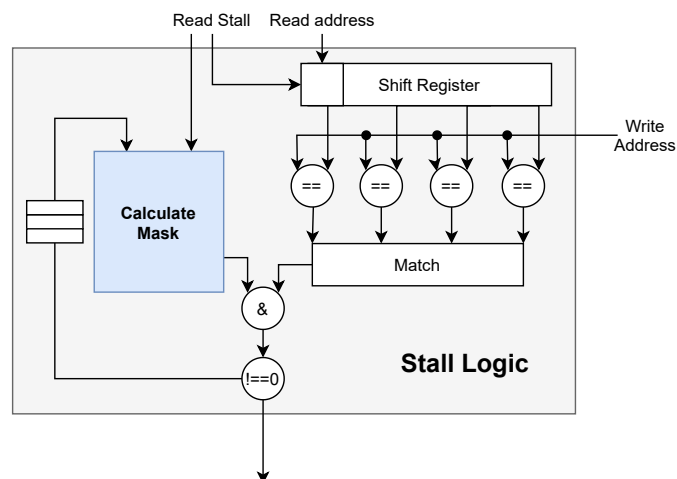 Read Stall
Read address
Shift Register
Write
Address
== == == ==
Calculate
Mask
Match
&
Stall Logic
!==0